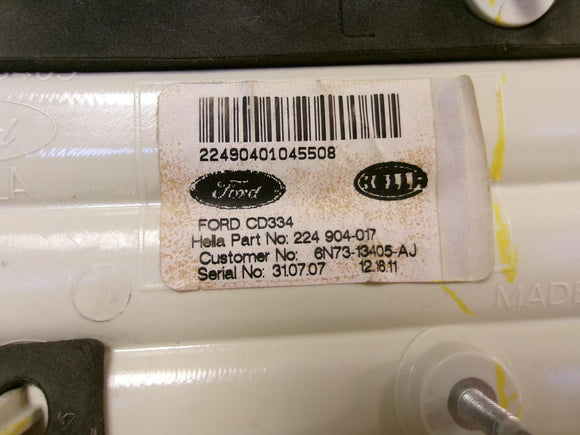 22490401045508
Ford
FORD CD334
Hella Part No: 224 904-017
Customer No: 6N73-13405-AJ
Serial No: 31.07.07 12.16.11
MADE